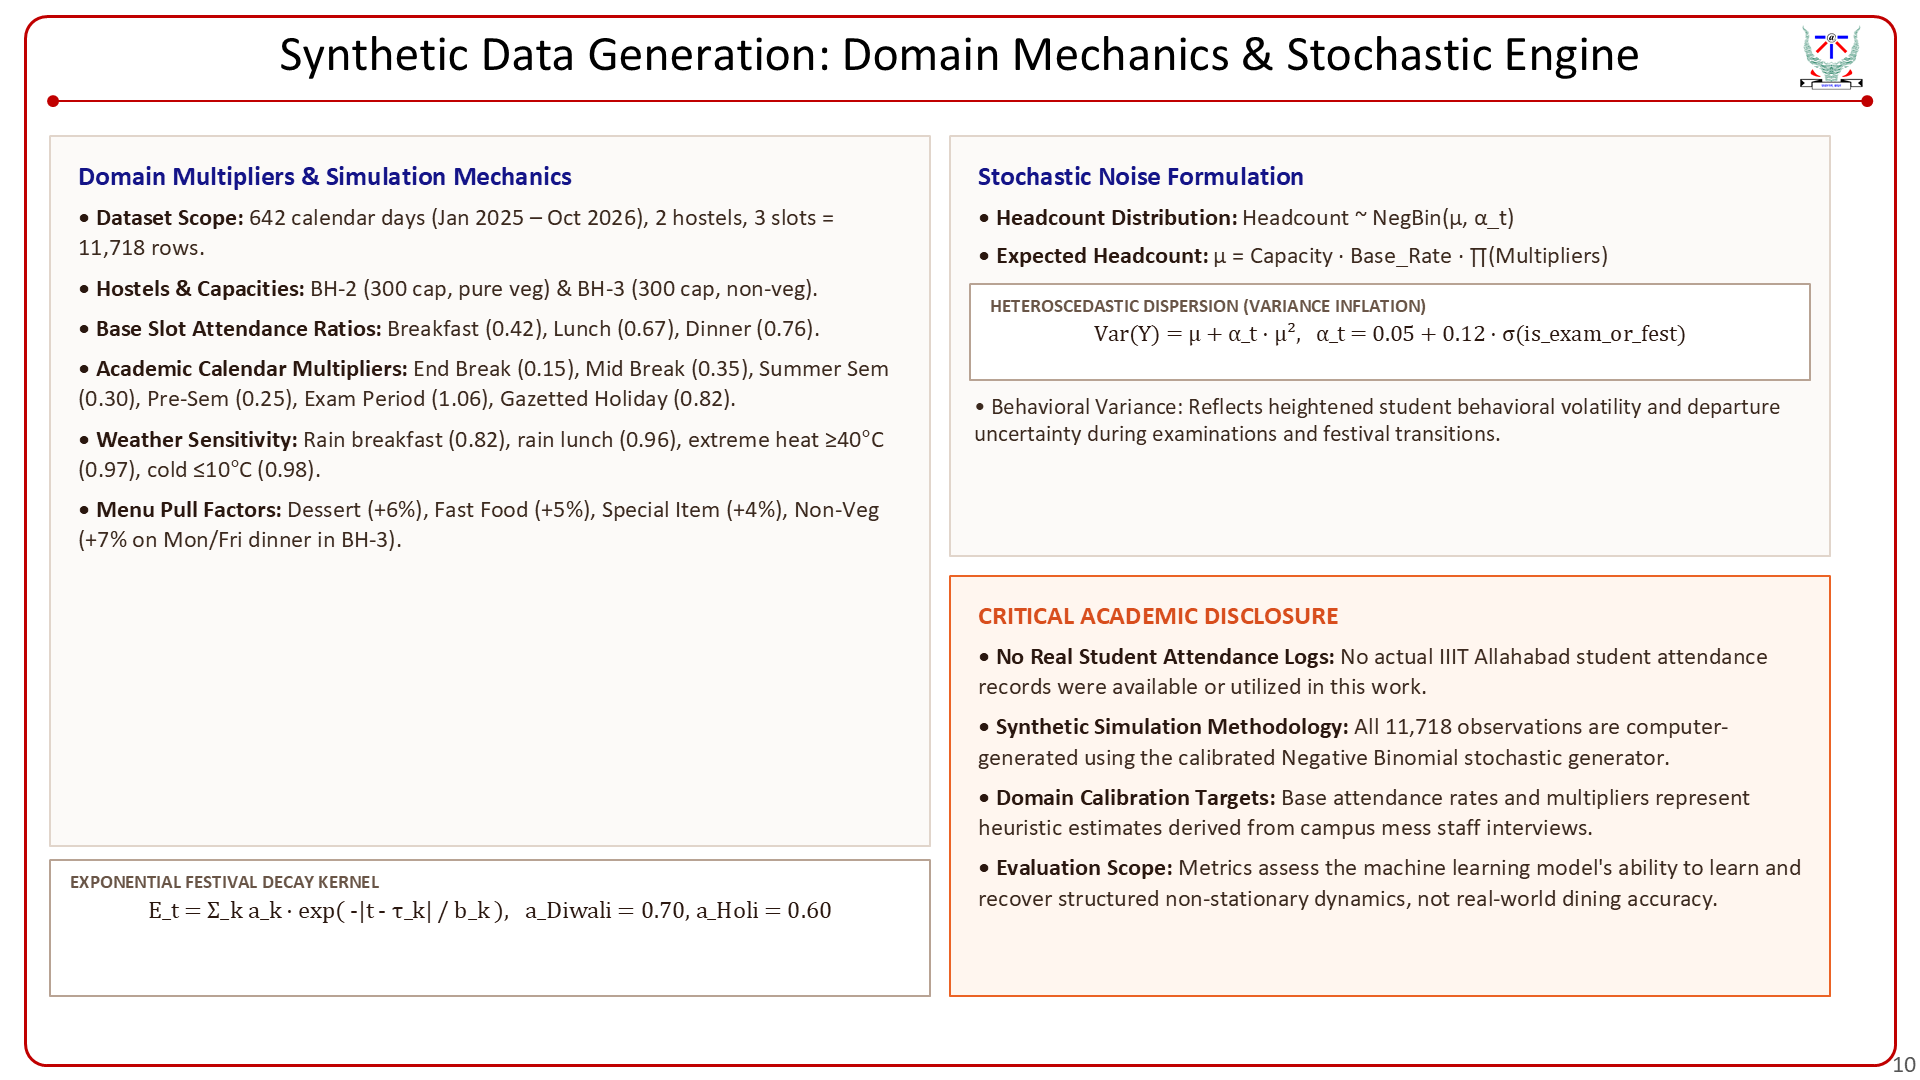 Synthetic Data Generation: Domain Mechanics & Stochastic Engine
Domain Multipliers & Simulation Mechanics
• Dataset Scope: 642 calendar days (Jan 2025 – Oct 2026), 2 hostels, 3 slots =
11,718 rows.
• Hostels & Capacities: BH-2 (300 cap, pure veg) & BH-3 (300 cap, non-veg).
• Base Slot Attendance Ratios: Breakfast (0.42), Lunch (0.67), Dinner (0.76).
• Academic Calendar Multipliers: End Break (0.15), Mid Break (0.35), Summer Sem
(0.30), Pre-Sem (0.25), Exam Period (1.06), Gazetted Holiday (0.82).
• Weather Sensitivity: Rain breakfast (0.82), rain lunch (0.96), extreme heat ≥40°C
(0.97), cold ≤10°C (0.98).
• Menu Pull Factors: Dessert (+6%), Fast Food (+5%), Special Item (+4%), Non-Veg
(+7% on Mon/Fri dinner in BH-3).
EXPONENTIAL FESTIVAL DECAY KERNEL
E_t = Σ_k a_k · exp( -|t - τ_k| / b_k ),   a_Diwali = 0.70, a_Holi = 0.60
Stochastic Noise Formulation
• Headcount Distribution: Headcount ~ NegBin(μ, α_t)
• Expected Headcount: μ = Capacity · Base_Rate · ∏(Multipliers)
HETEROSCEDASTIC DISPERSION (VARIANCE INFLATION)
Var(Y) = μ + α_t · μ²,   α_t = 0.05 + 0.12 · σ(is_exam_or_fest)
• Behavioral Variance: Reflects heightened student behavioral volatility and departure
uncertainty during examinations and festival transitions.
CRITICAL ACADEMIC DISCLOSURE
• No Real Student Attendance Logs: No actual IIIT Allahabad student attendance
records were available or utilized in this work.
• Synthetic Simulation Methodology: All 11,718 observations are computer-
generated using the calibrated Negative Binomial stochastic generator.
• Domain Calibration Targets: Base attendance rates and multipliers represent
heuristic estimates derived from campus mess staff interviews.
• Evaluation Scope: Metrics assess the machine learning model's ability to learn and
recover structured non-stationary dynamics, not real-world dining accuracy.
10